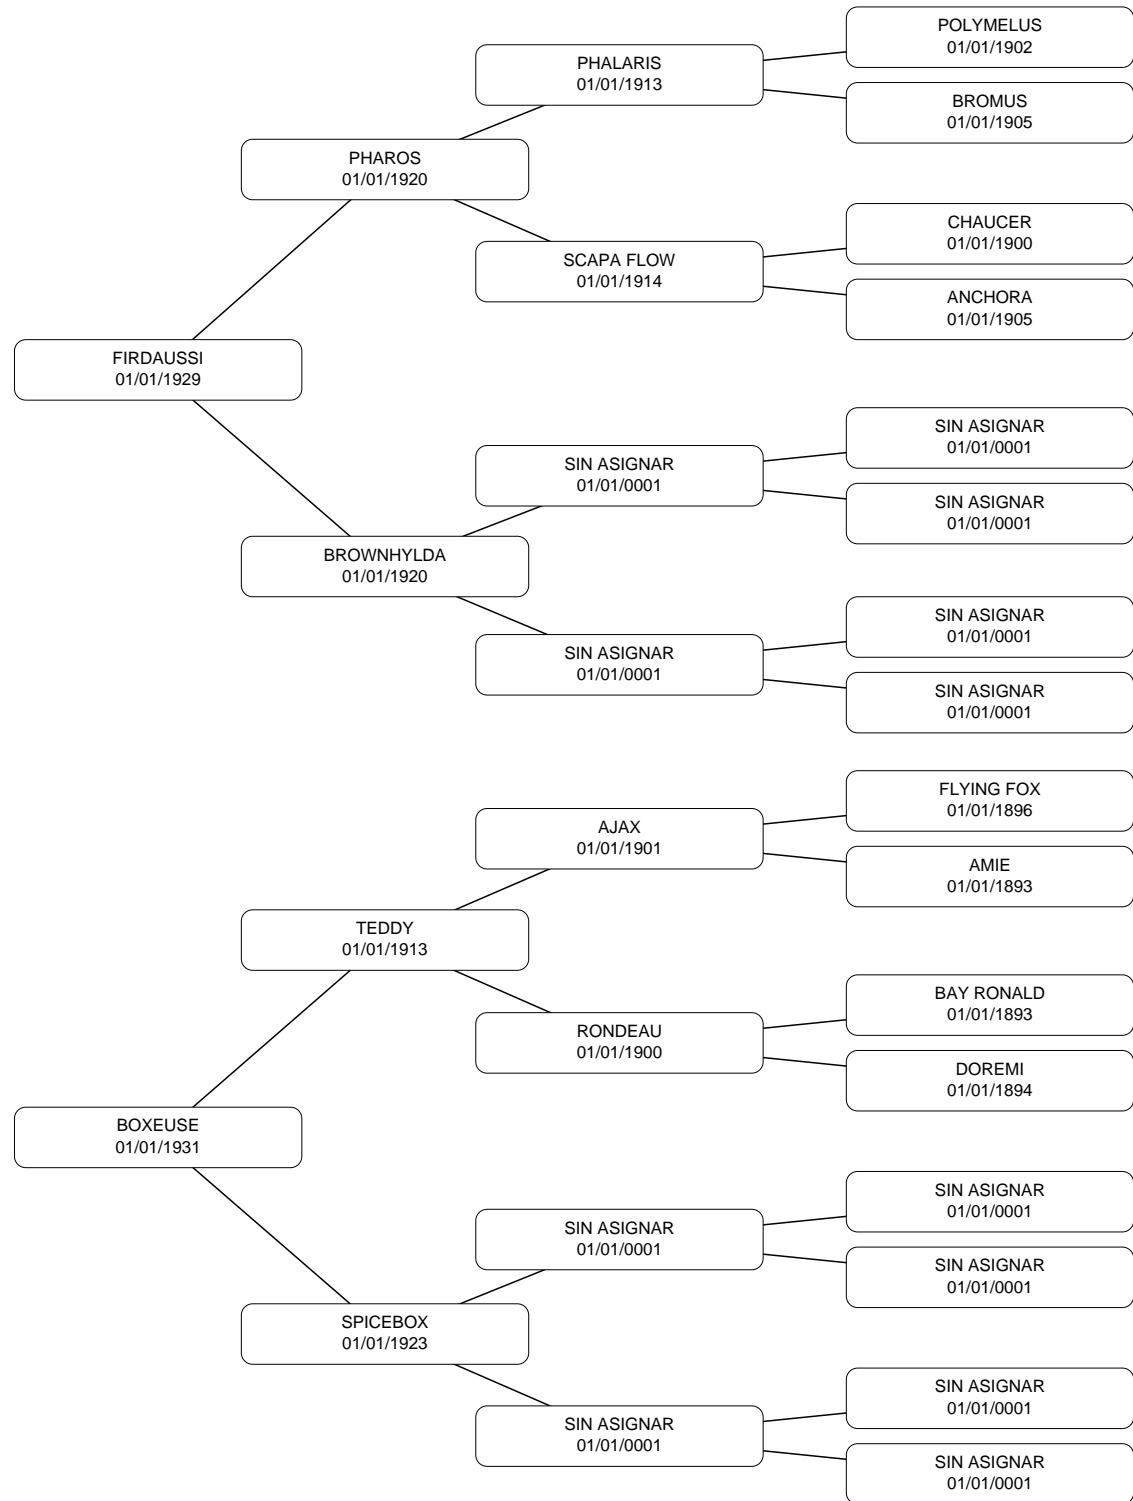 POLYMELUS
01/01/1902
PHALARIS
01/01/1913
BROMUS
01/01/1905
PHAROS
01/01/1920
CHAUCER
01/01/1900
SCAPA FLOW
01/01/1914
ANCHORA
01/01/1905
FIRDAUSSI
01/01/1929
SIN ASIGNAR
01/01/0001
SIN ASIGNAR
01/01/0001
SIN ASIGNAR
01/01/0001
BROWNHYLDA
01/01/1920
SIN ASIGNAR
01/01/0001
SIN ASIGNAR
01/01/0001
SIN ASIGNAR
01/01/0001
FLYING FOX
01/01/1896
AJAX
01/01/1901
AMIE
01/01/1893
TEDDY
01/01/1913
BAY RONALD
01/01/1893
RONDEAU
01/01/1900
DOREMI
01/01/1894
BOXEUSE
01/01/1931
SIN ASIGNAR
01/01/0001
SIN ASIGNAR
01/01/0001
SIN ASIGNAR
01/01/0001
SPICEBOX
01/01/1923
SIN ASIGNAR
01/01/0001
SIN ASIGNAR
01/01/0001
SIN ASIGNAR
01/01/0001